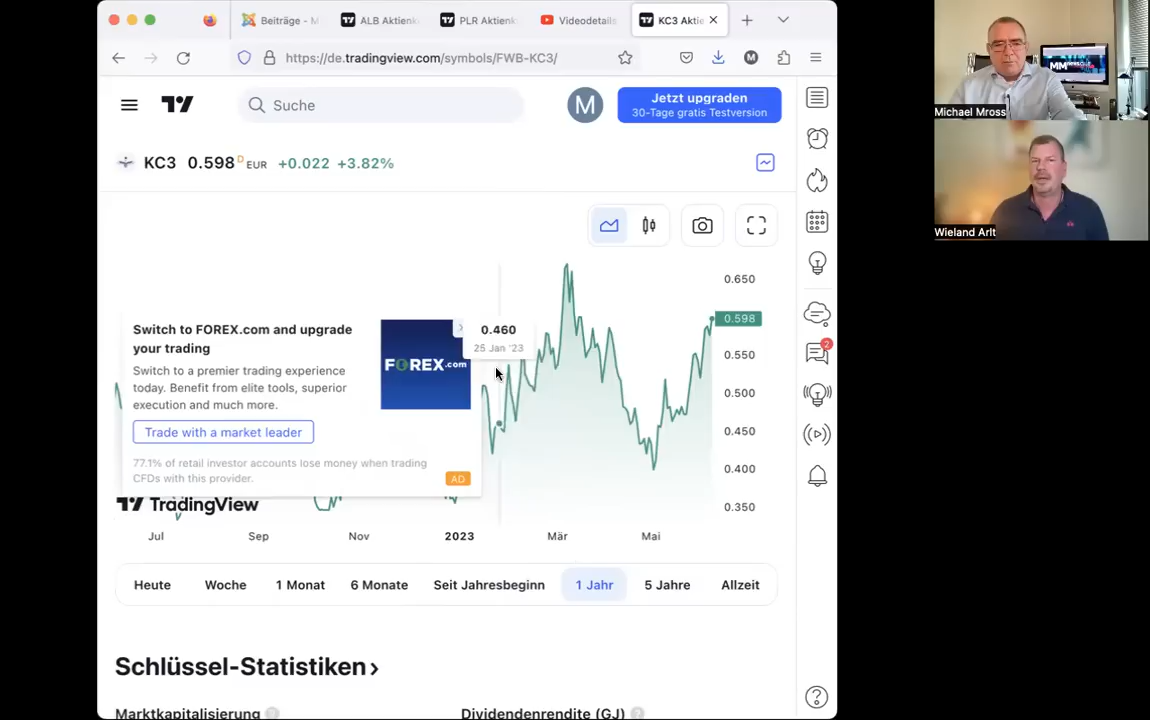 Beiträge - M
ALB Aktienk
PLR Aktienk
Videodetails
KC3 Aktie
https://de.tradingview.com/symbols/FWB-KC3/
M
Suche
M
Jetzt upgraden
30-Tage gratis Testversion
KC3 0.598 D EUR +0.022 +3.82%
0.650
0.598
0.550
0.500
0.450
0.400
0.350
0.460
25 Jan '23
Switch to FOREX.com and upgrade
your trading
Switch to a premier trading experience
today. Benefit from elite tools, superior
execution and much more.
Trade with a market leader
77.1% of retail investor accounts lose money when trading
CFDs with this provider.
AD
FOREX.com
TradingView
Jul Sep Nov 2023 Mär Mai
Heute Woche 1 Monat 6 Monate Seit Jahresbeginn 1 Jahr 5 Jahre Allzeit
Schlüssel-Statistiken
Marktkapitalisierung
Dividendenrendite (GJ)
2
Michael Mross
Wieland Arlt